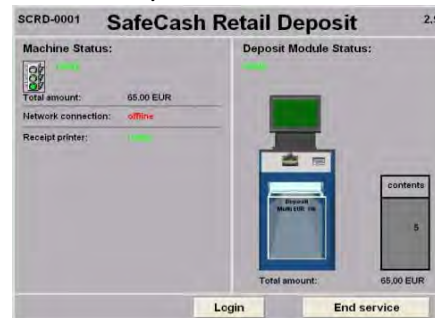 SCRD-0001 SafeCash Retail Deposit
Machine Status:
Total amount: 65.00 EUR
Network connection: offline
Receipt printer:
Deposit Module Status:
Deposit
contents
5
Total amount: 65,00 EUR
Login
End service